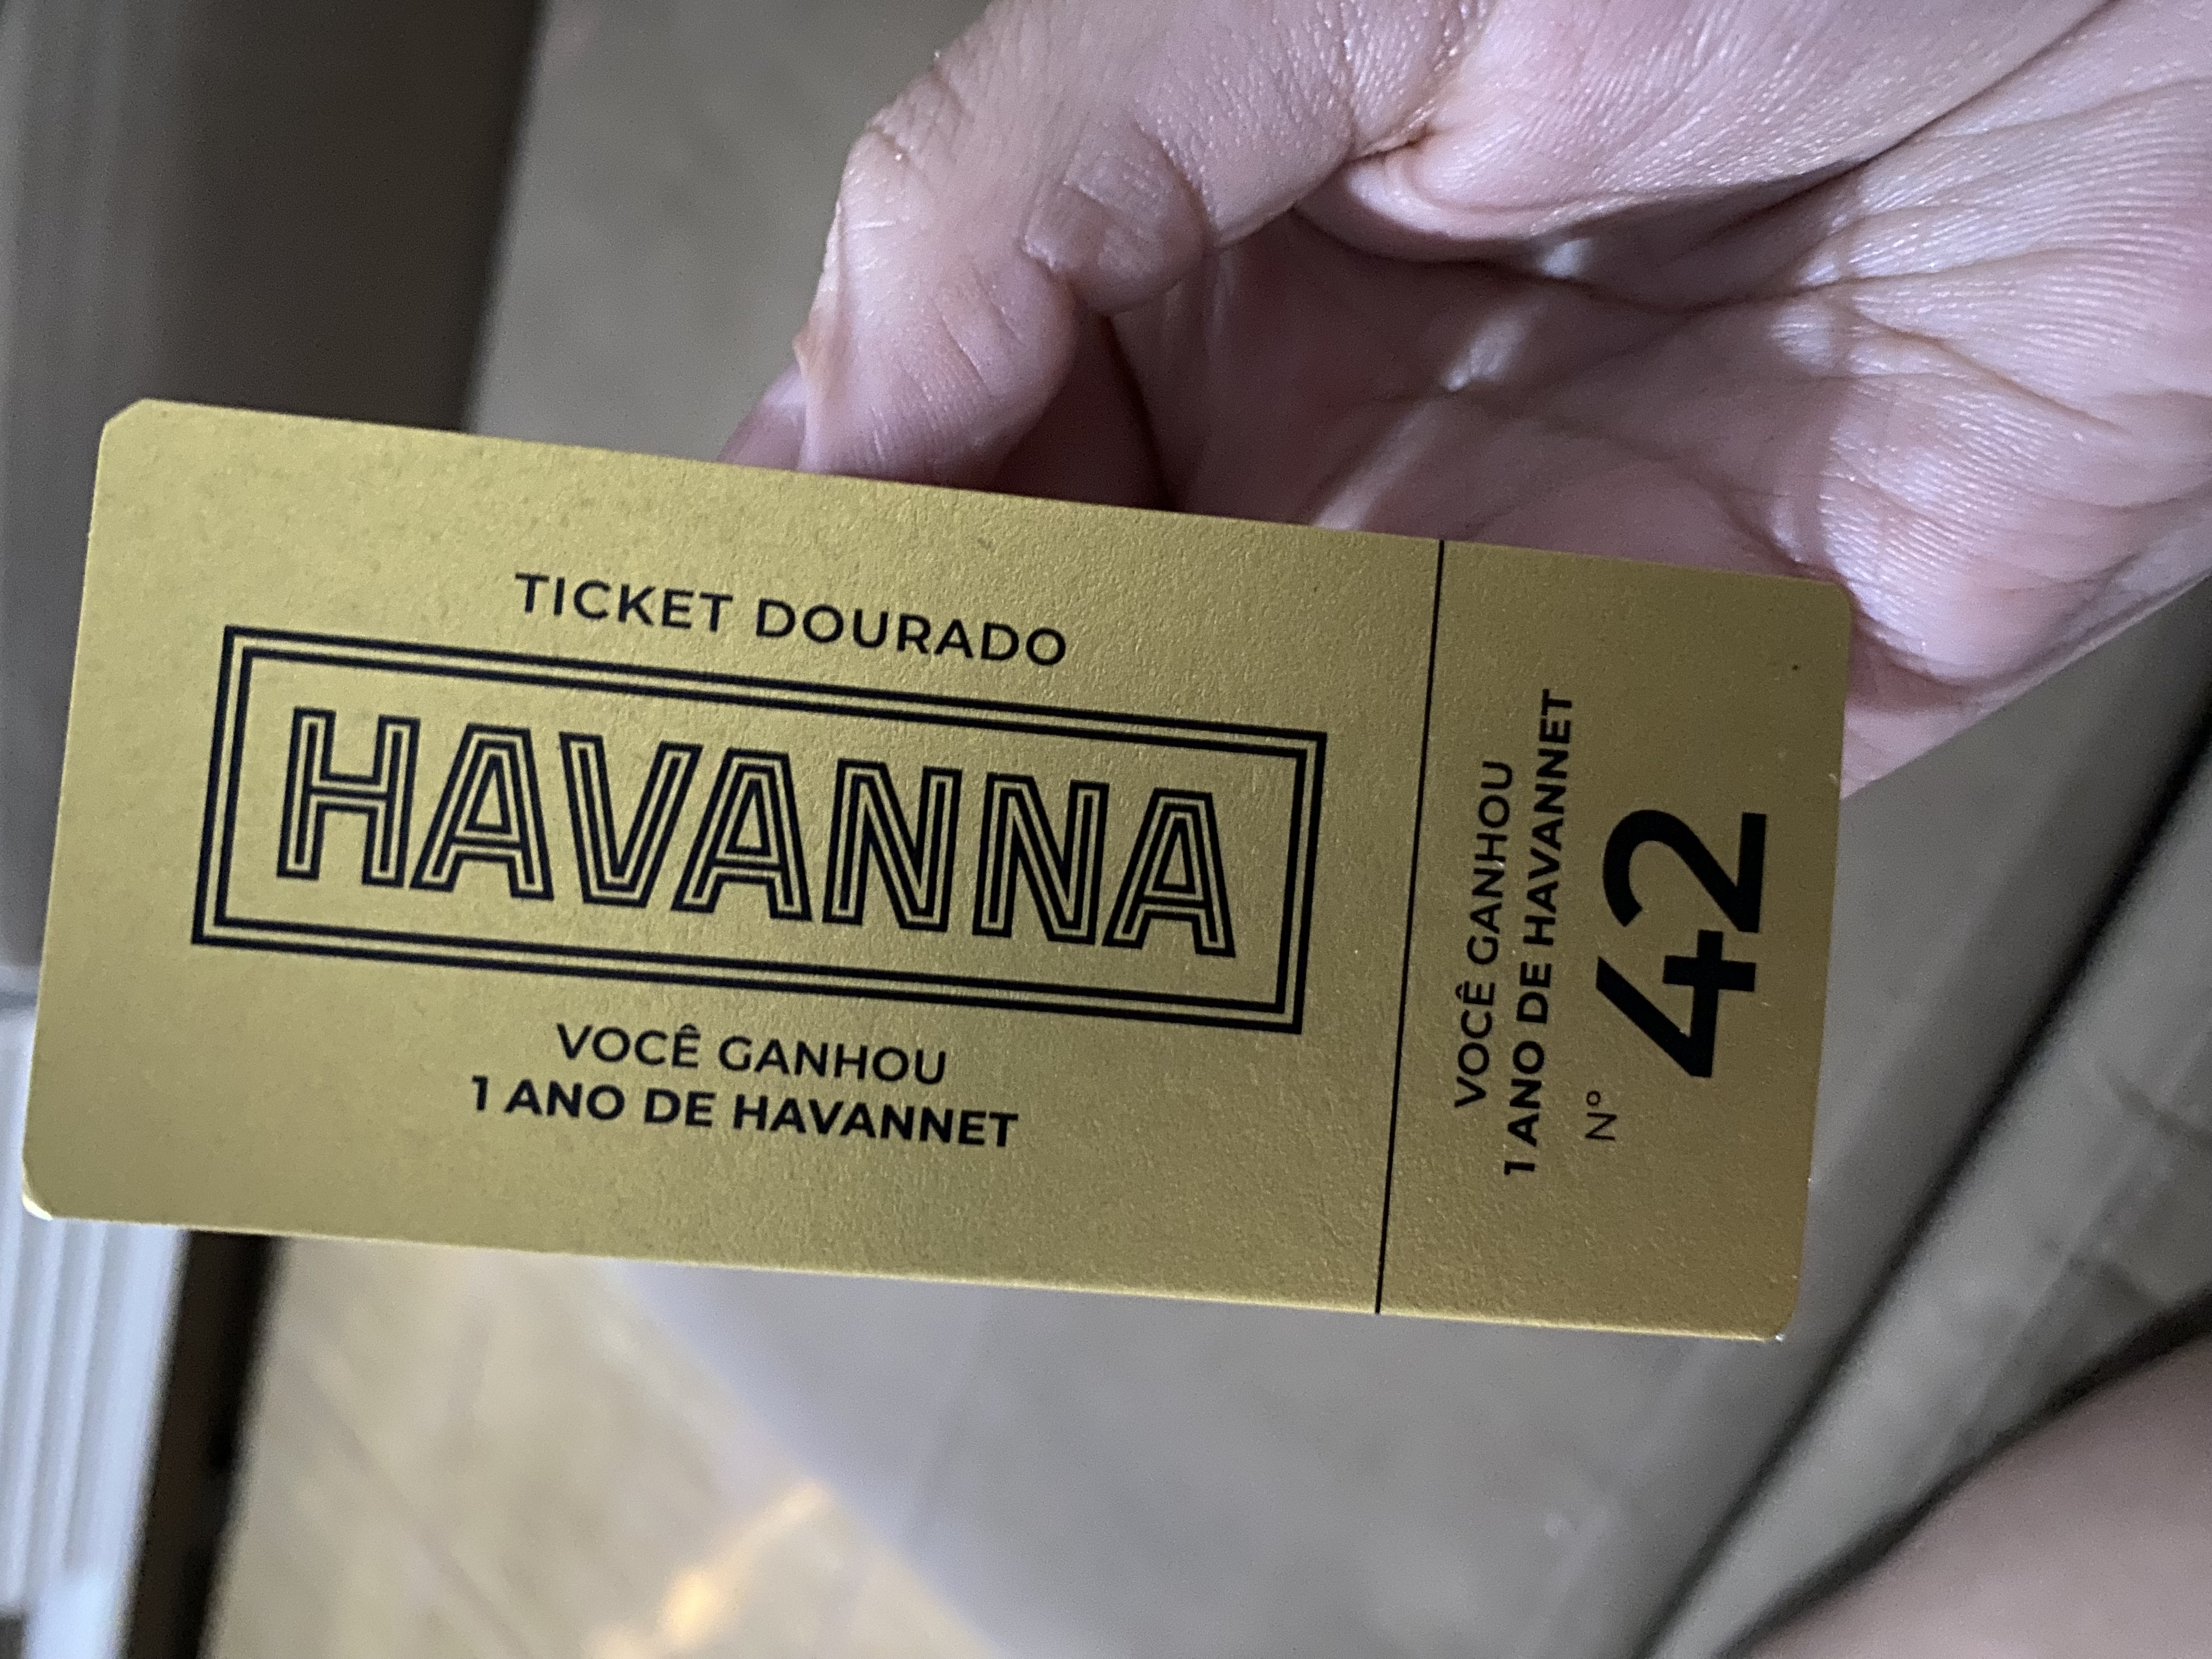 TICKET DOURADO
HAVANNA
VOCÊ GANHOU
1 ANO DE HAVANNET
VOCÊ GANHOU
1 ANO DE HAVANNET
Nº 42